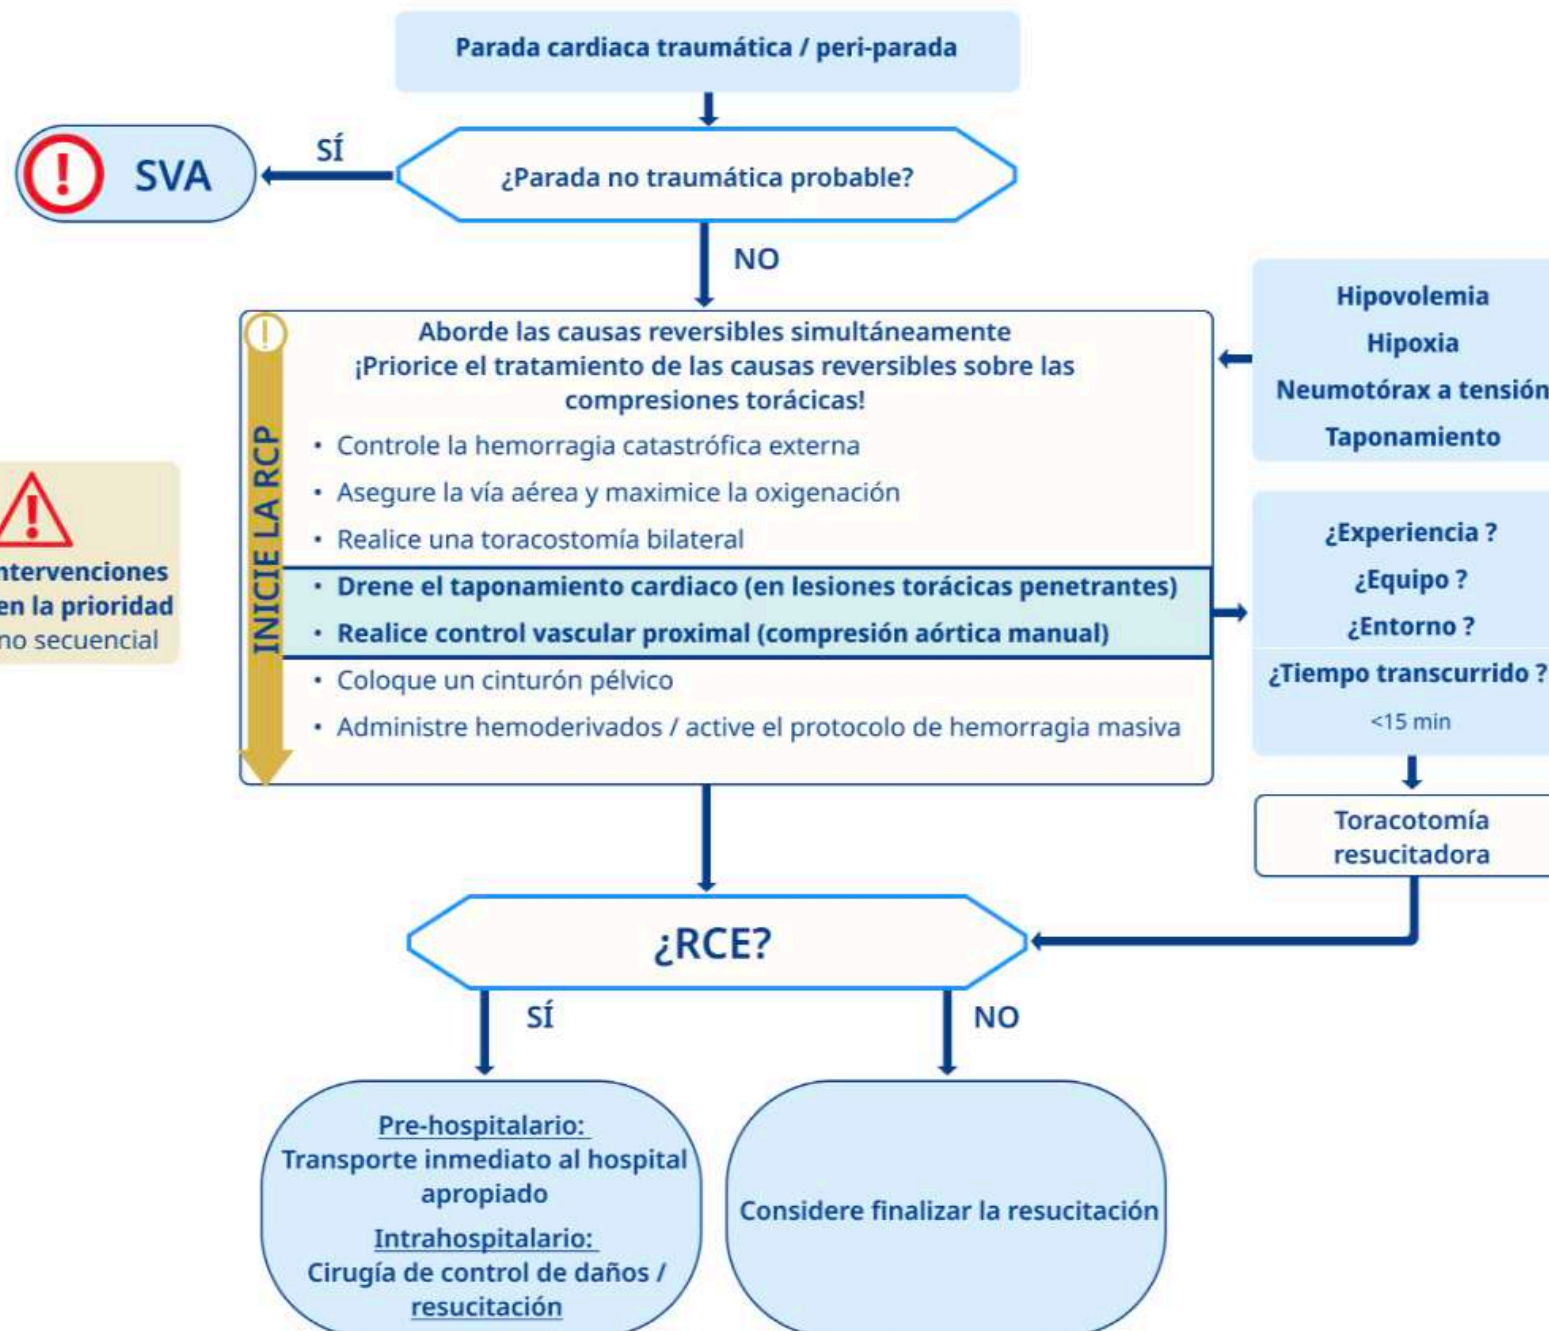 Parada cardiaca traumática / peri-parada
SÍ
! SVA
¿Parada no traumática probable?
NO
! Aborde las causas reversibles simultáneamente
¡Priorice el tratamiento de las causas reversibles sobre las
compresiones torácicas!
• Controle la hemorragia catastrófica externa
• Asegure la vía aérea y maximice la oxigenación
• Realice una toracostomía bilateral
• Drene el taponamiento cardiaco (en lesiones torácicas penetrantes)
• Realice control vascular proximal (compresión aórtica manual)
• Coloque un cinturón pélvico
• Administre hemoderivados / active el protocolo de hemorragia masiva
INICIE LA RCP
!
ntervenciones
en la prioridad
no secuencial
Hipovolemia
Hipoxia
Neumotórax a tensión
Taponamiento
¿Experiencia ?
¿Equipo ?
¿Entorno ?
¿Tiempo transcurrido ?
<15 min
Toracotomía
resucitadora
¿RCE?
SÍ
NO
Pre-hospitalario:
Transporte inmediato al hospital
apropiado
Intrahospitalario:
Cirugía de control de daños /
resucitación
Considere finalizar la resucitación